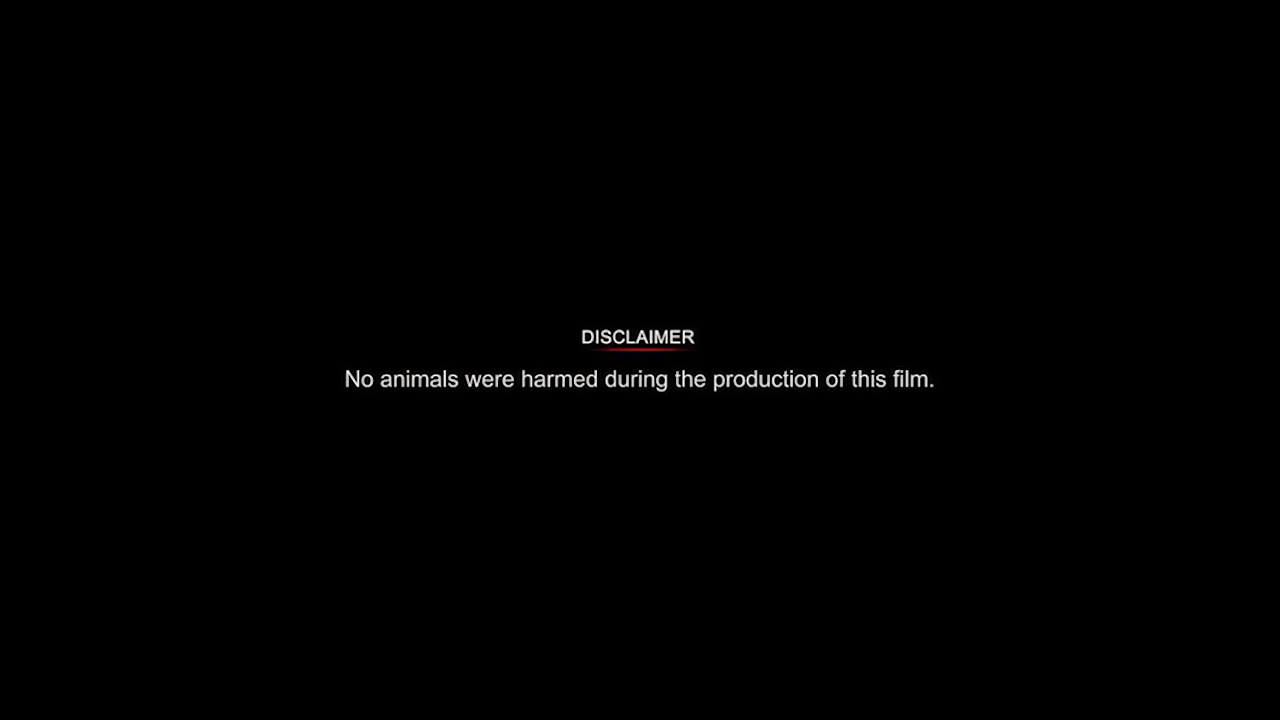 DISCLAIMER
No animals were harmed during the production of this film.